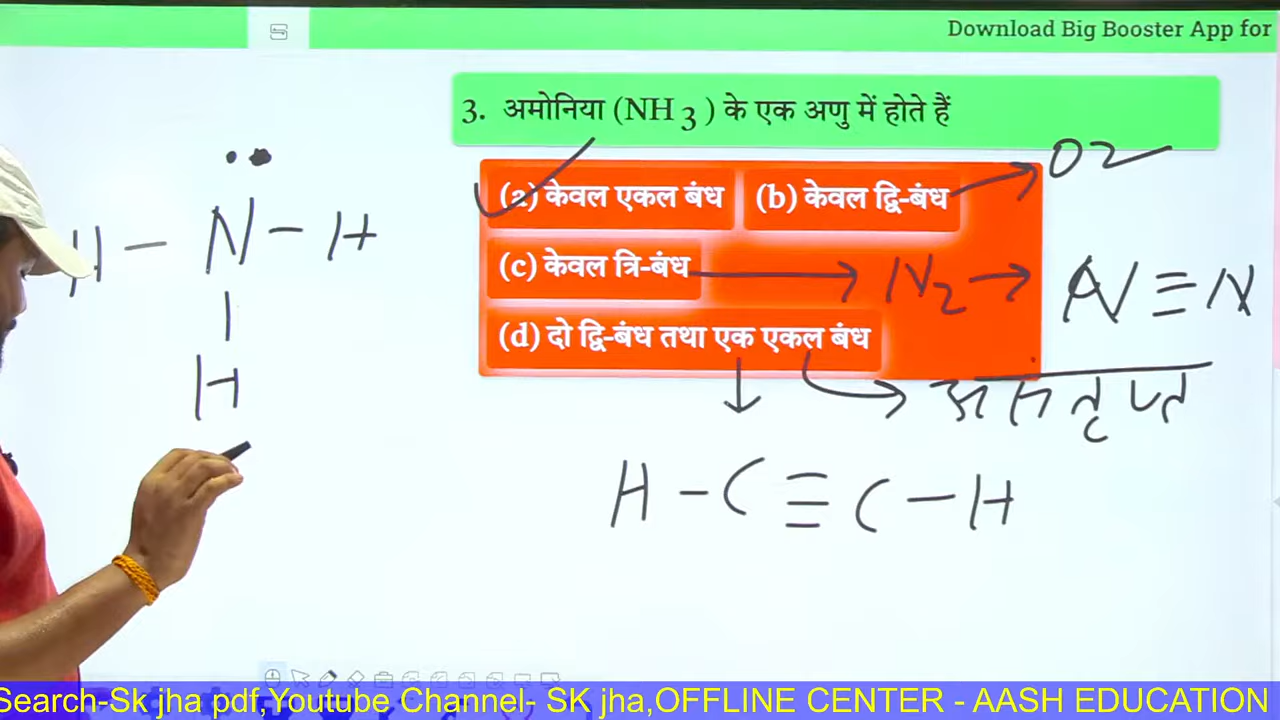 Download Big Booster App for
3. अमोनिया (NH 3 ) के एक अणु में होते हैं
(a) केवल एकल बंध (b) केवल द्वि-बंध
O2
(c) केवल त्रि-बंध
N2 → N≡N
(d) दो द्वि-बंध तथा एक एकल बंध
असतृप्त
H-C≡C-H
••
H-N-H
|
H
Search-Sk jha pdf,Youtube Channel- SK jha,OFFLINE CENTER - AASH EDUCATION